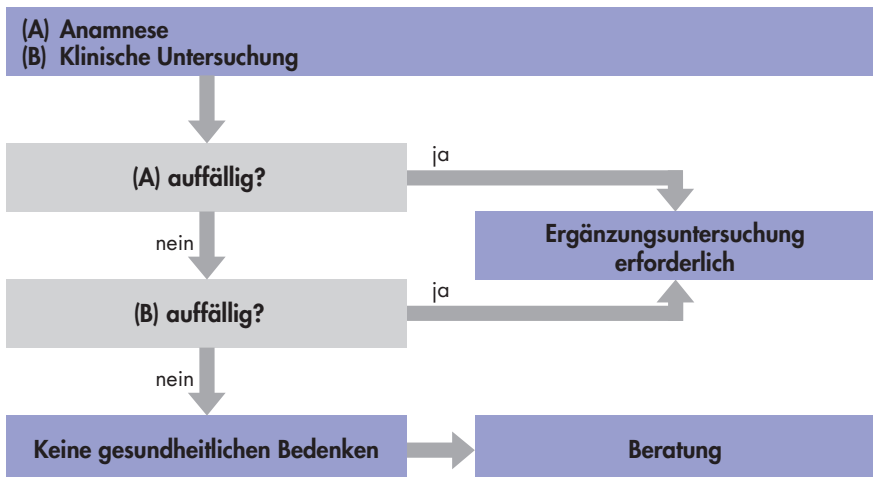 (A) Anamnese
(B) Klinische Untersuchung
(A) auffällig?
ja
nein
Ergänzungsuntersuchung
erforderlich
(B) auffällig?
ja
nein
Keine gesundheitlichen Bedenken
Beratung